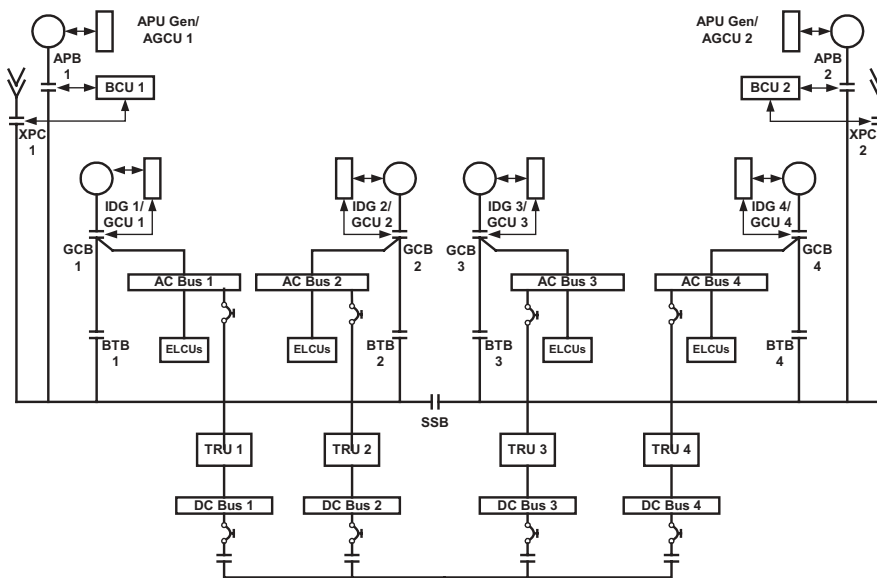 APU Gen/
AGCU 1
APU Gen/
AGCU 2
APB
1
APB
2
BCU 1
BCU 2
XPC
1
XPC
2
IDG 1/
GCU 1
IDG 2/
GCU 2
IDG 3/
GCU 3
IDG 4/
GCU 4
GCB
1
GCB
2
GCB
3
GCB
4
AC Bus 1
AC Bus 2
AC Bus 3
AC Bus 4
BTB
1
ELCUs
ELCUs
BTB
2
BTB
3
ELCUs
ELCUs
BTB
4
SSB
TRU 1
TRU 2
TRU 3
TRU 4
DC Bus 1
DC Bus 2
DC Bus 3
DC Bus 4